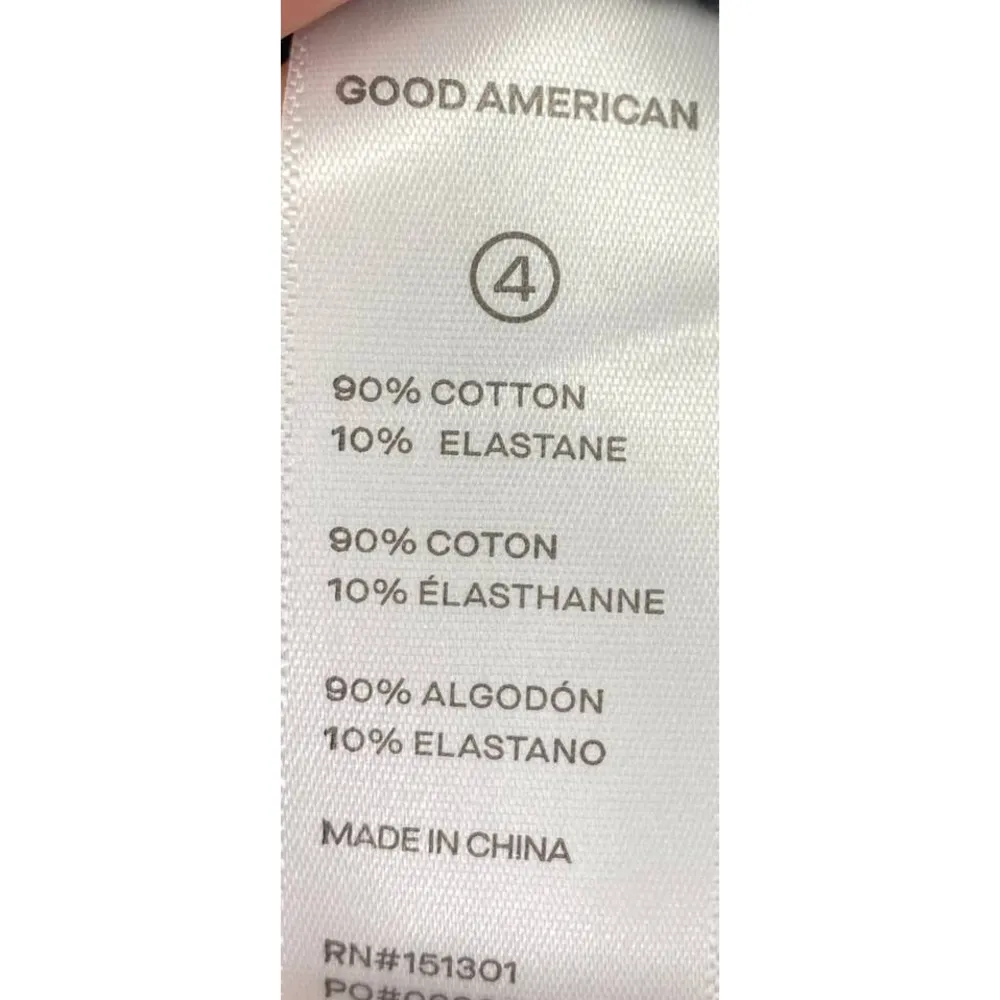 GOOD AMERICAN
4
90% COTTON
10% ELASTANE
90% COTON
10% ÉLASTHANNE
90% ALGODÓN
10% ELASTANO
MADE IN CHINA
RN#151301